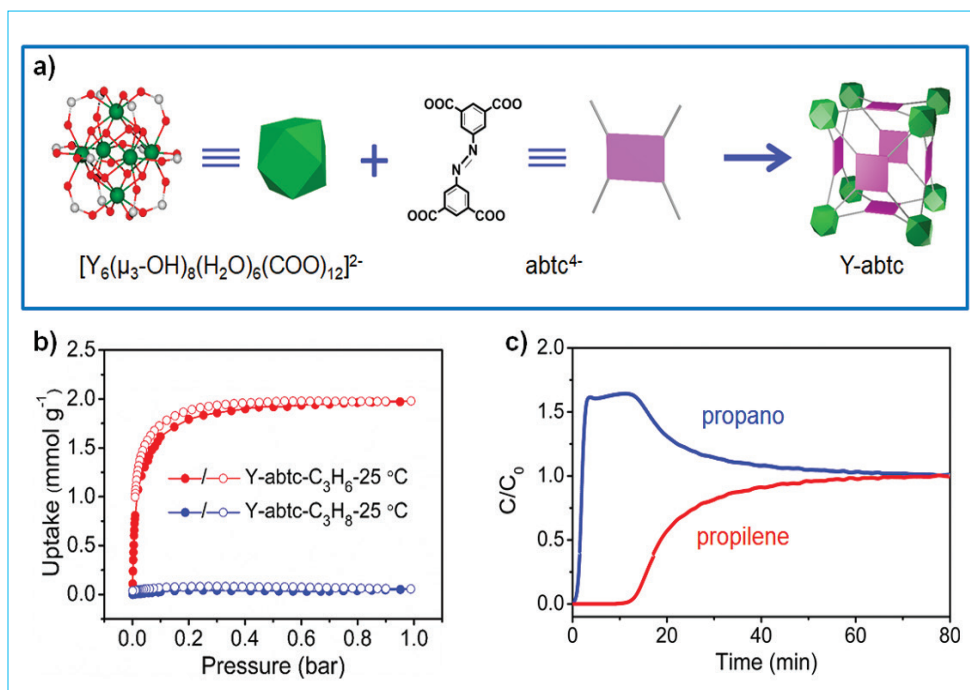 a)
COO
COO
N
N
COO
COO
[Y₆(μ₃-OH)₈(H₂O)₆(COO)₁₂]²⁻
abtc⁴⁻
Y-abtc
b)
Uptake (mmol g⁻¹)
2.5
2.0
1.5
1.0
0.5
0.0
Y-abtc-C₃H₆-25 °C
Y-abtc-C₃H₈-25 °C
0.0 0.2 0.4 0.6 0.8 1.0
Pressure (bar)
c)
C/C₀
2.0
1.5
1.0
0.5
0.0
propano
propilene
0 20 40 60 80
Time (min)